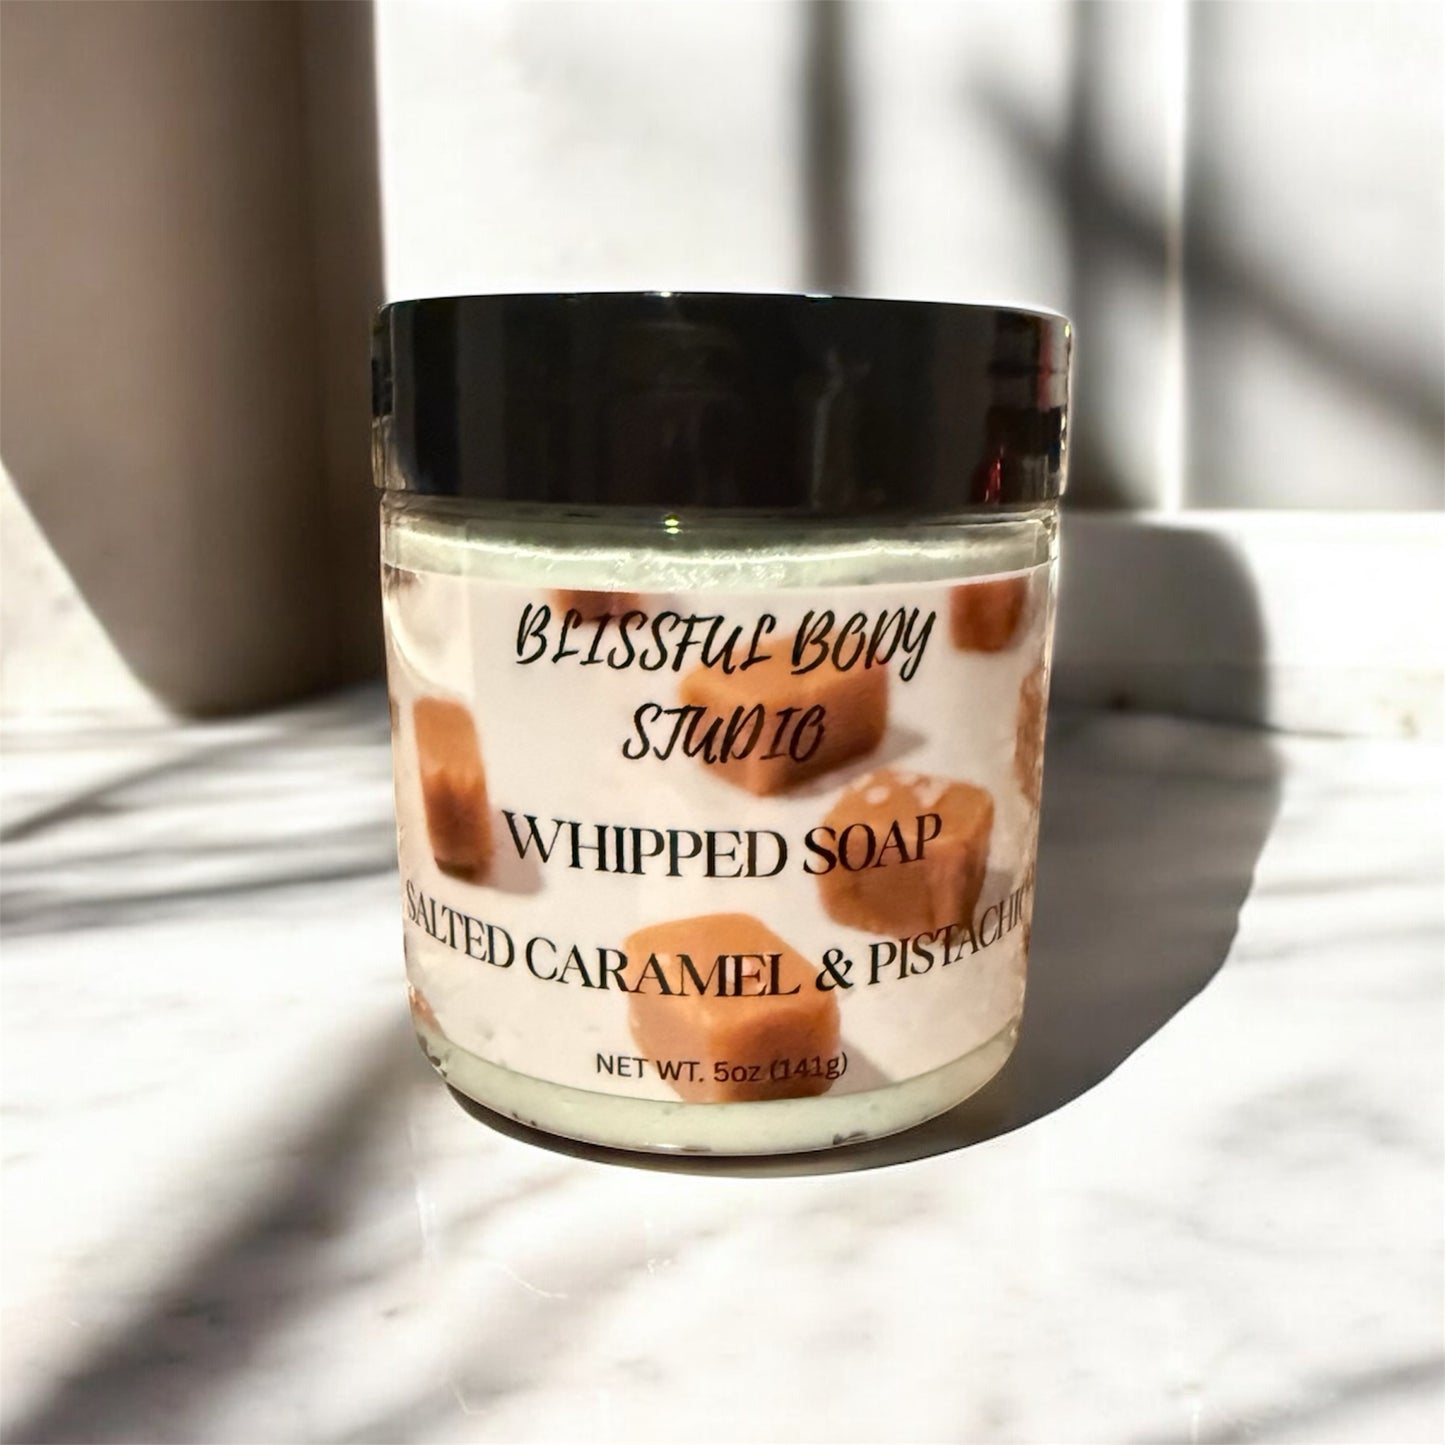 BLISSFUL BODY
STUDIO
WHIPPED SOAP
SALTED CARAMEL & PISTACHIO
NET WT. 5oz (141g)